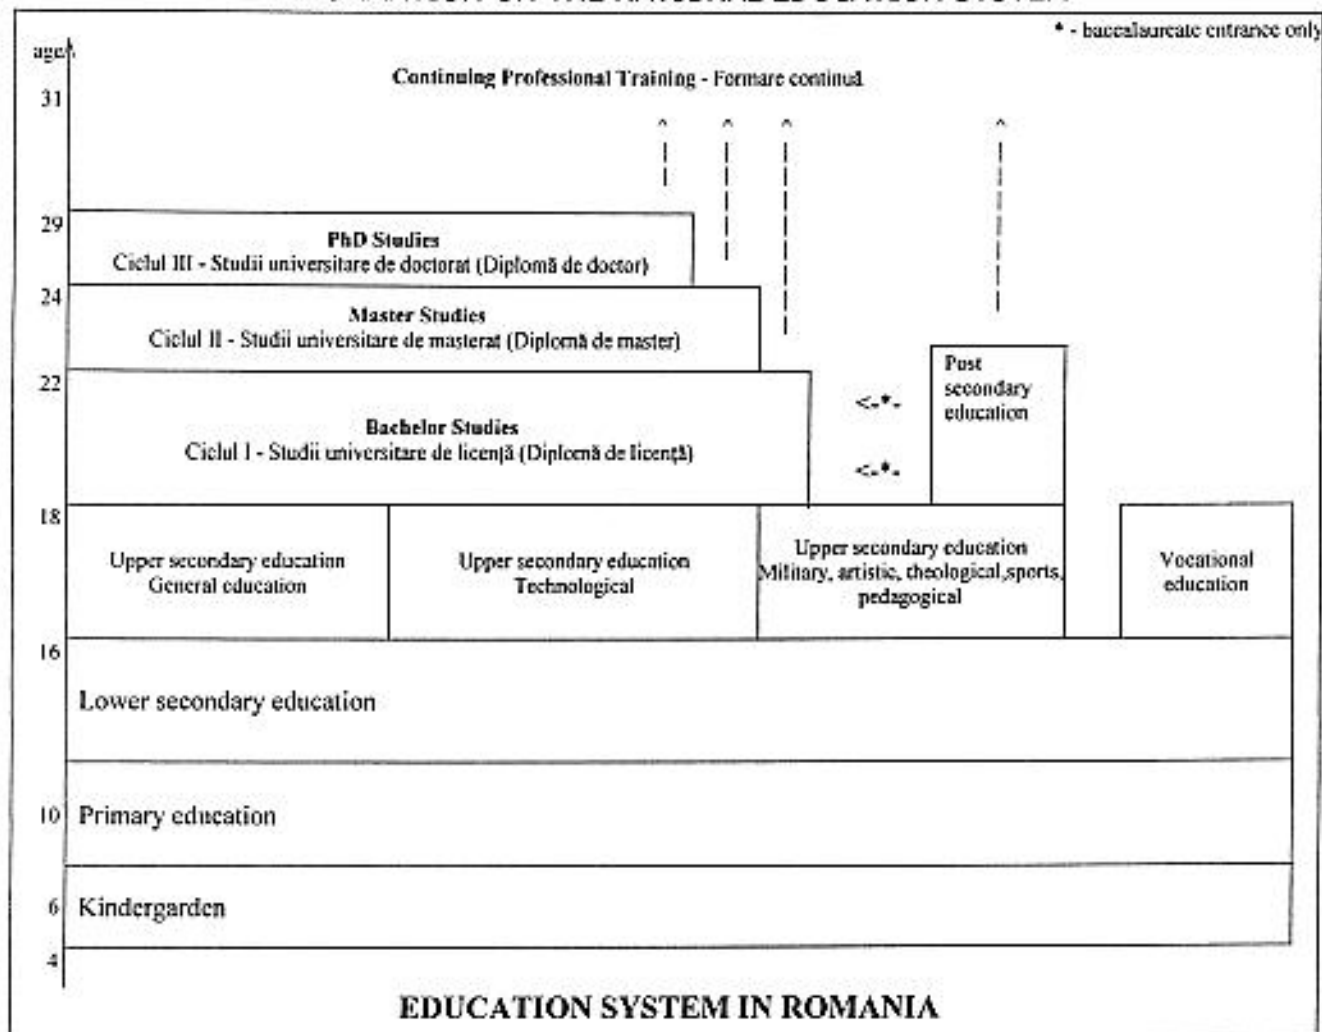 * - baccalaureate entrance only
age
Continuing Professional Training - Formare continuă
31
29
PhD Studies
Ciclul III - Studii universitare de doctorat (Diplomă de doctor)
24
Master Studies
Ciclul II - Studii universitare de masterat (Diplomă de master)
22
Post
secondary
education
<-*-
Bachelor Studies
Ciclul I - Studii universitare de licenţă (Diplomă de licenţă)
<-*-
18
Upper secondary education
General education
Upper secondary education
Technological
Upper secondary education
Military, artistic, theological,sports,
pedagogical
Vocational
education
16
Lower secondary education
10
Primary education
6
Kindergarden
4
EDUCATION SYSTEM IN ROMANIA